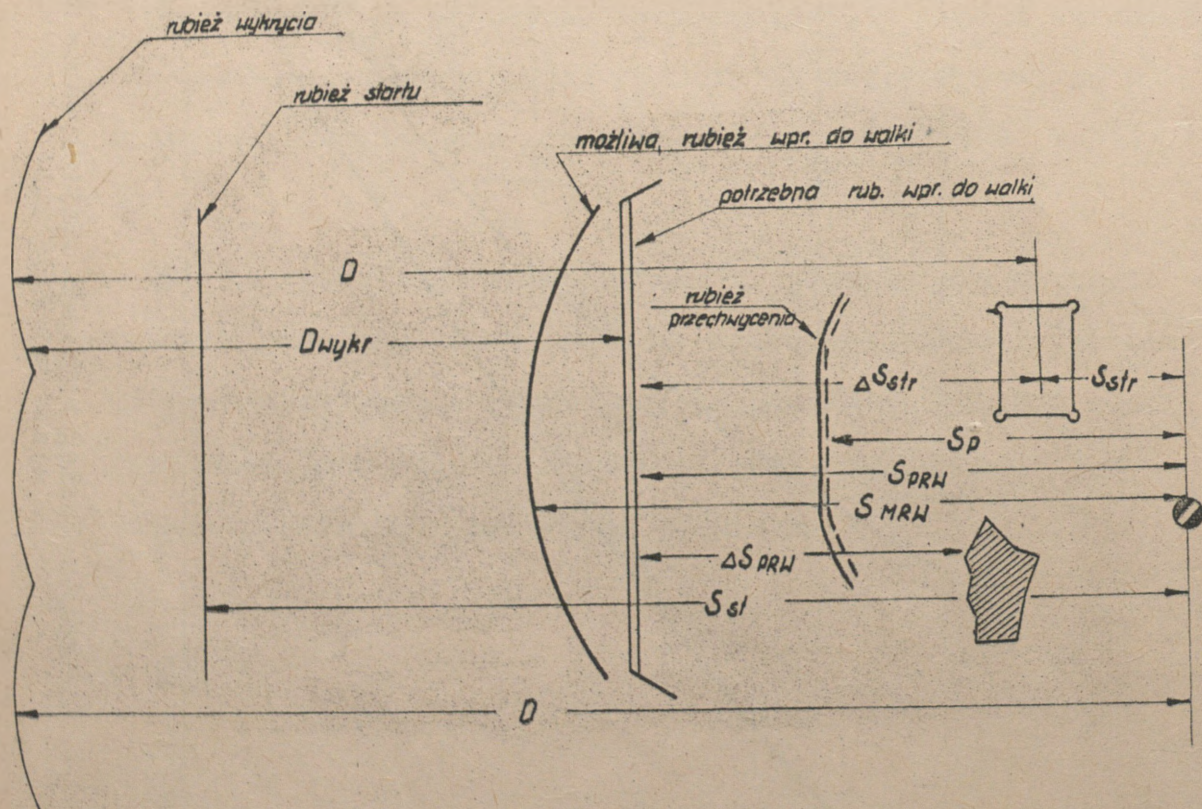 rubież wykrycia
rubież startu
możliwa rubież wpr. do walki
potrzebna rub. wpr. do walki
D
rubież
przechwycenia
Dwykr
ΔSstr
Sstr
Sp
SPRW
SMRW
ΔSPRW
Sst
D